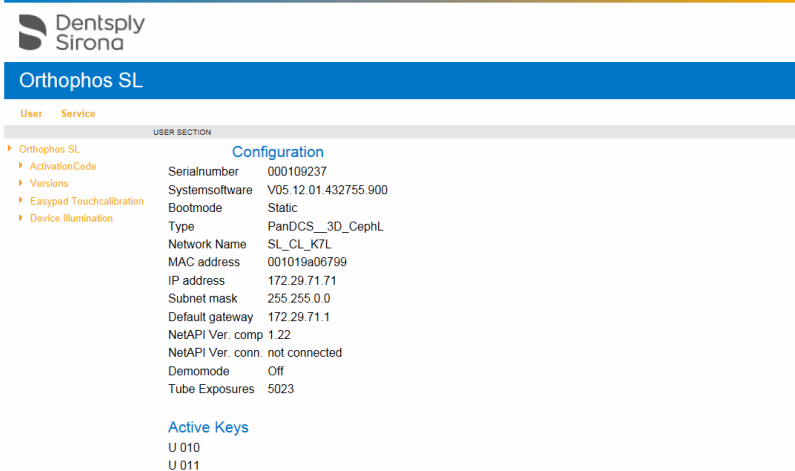 Dentsply
Sirona
Orthophos SL
User Service
USER SECTION
Orthophos SL
ActivationCode
Versions
Easypad Touchcalibration
Device Illumination
Configuration
Serialnumber 000109237
Systemsoftware V05.12.01.432755.900
Bootmode Static
Type PanDCS__3D_CephL
Network Name SL_CL_K7L
MAC address 001019a06799
IP address 172.29.71.71
Subnet mask 255.255.0.0
Default gateway 172.29.71.1
NetAPI Ver. comp 1.22
NetAPI Ver. conn. not connected
Demomode Off
Tube Exposures 5023
Active Keys
U 010
U 011